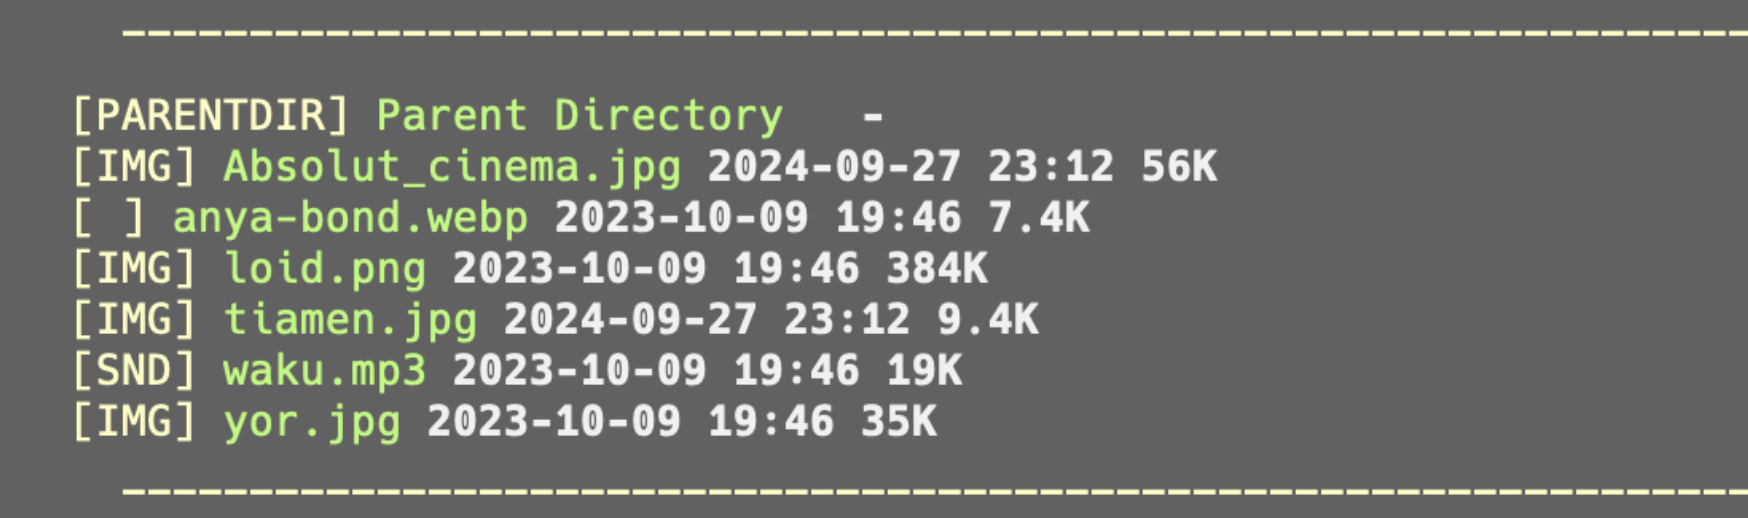 [PARENTDIR] Parent Directory   -
[IMG] Absolut_cinema.jpg 2024-09-27 23:12 56K
[ ] anya-bond.webp 2023-10-09 19:46 7.4K
[IMG] loid.png 2023-10-09 19:46 384K
[IMG] tiamen.jpg 2024-09-27 23:12 9.4K
[SND] waku.mp3 2023-10-09 19:46 19K
[IMG] yor.jpg 2023-10-09 19:46 35K